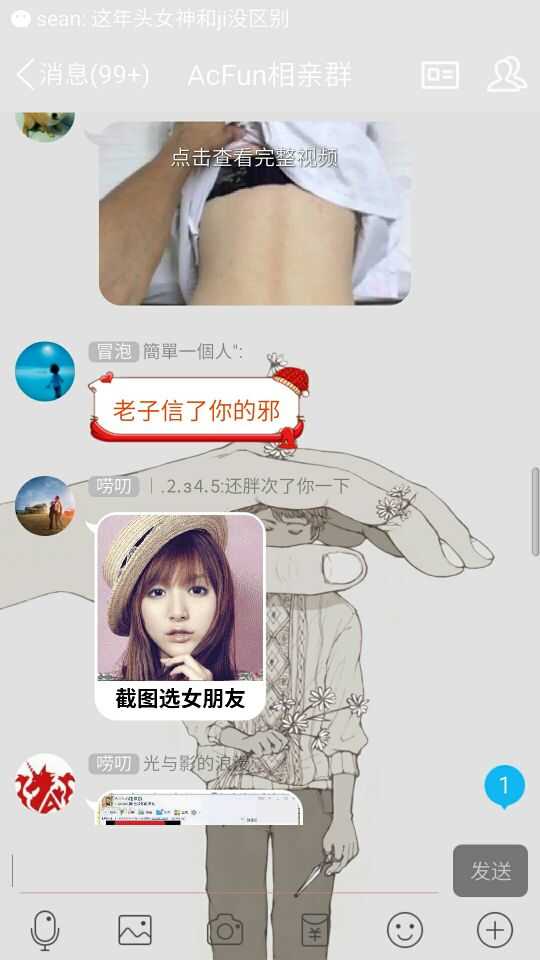 sean: 这年头女神和ji没区别
消息(99+)
AcFun相亲群
点击查看完整视频
冒泡 簡單一個人":
老子信了你的邪
唠叨 |.2.з4.5:还胖次了你一下
截图选女朋友
唠叨 光与影的浪漫:
1
发送